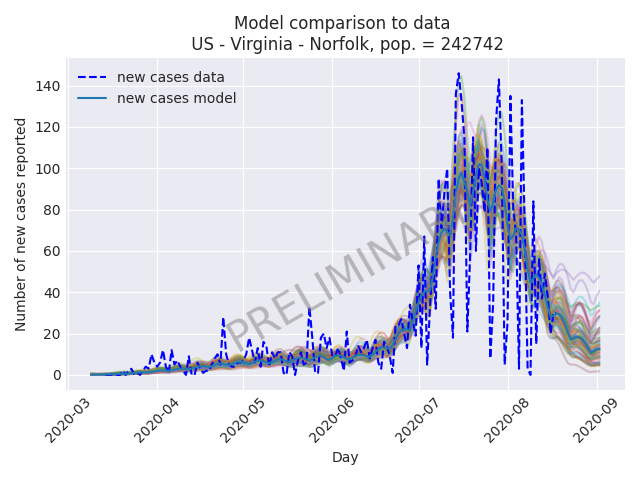 Model comparison to data
US - Virginia - Norfolk, pop. = 242742
new cases data
new cases model
PRELIMINARY
Number of new cases reported
140
120
100
80
60
40
20
0
2020-03
2020-04
2020-05
2020-06
2020-07
2020-08
2020-09
Day